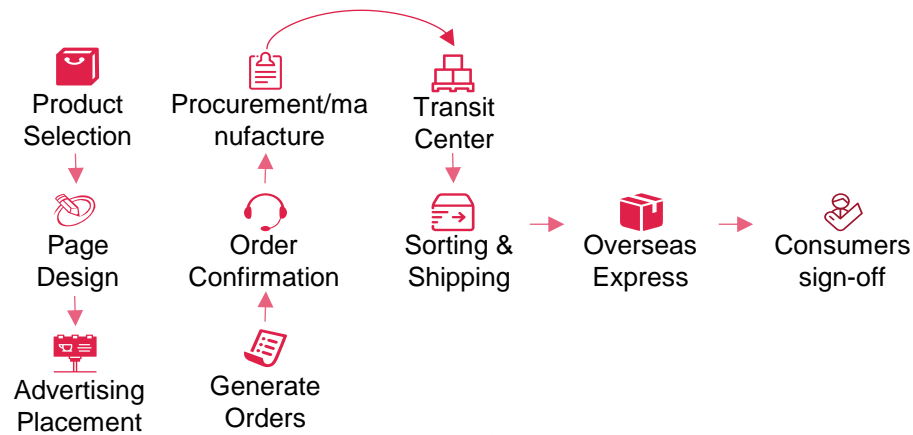 Product
Selection
Page
Design
Advertising
Placement
Generate
Orders
Order
Confirmation
Procurement/ma
nufacture
Transit
Center
Sorting &
Shipping
Overseas
Express
Consumers
sign-off